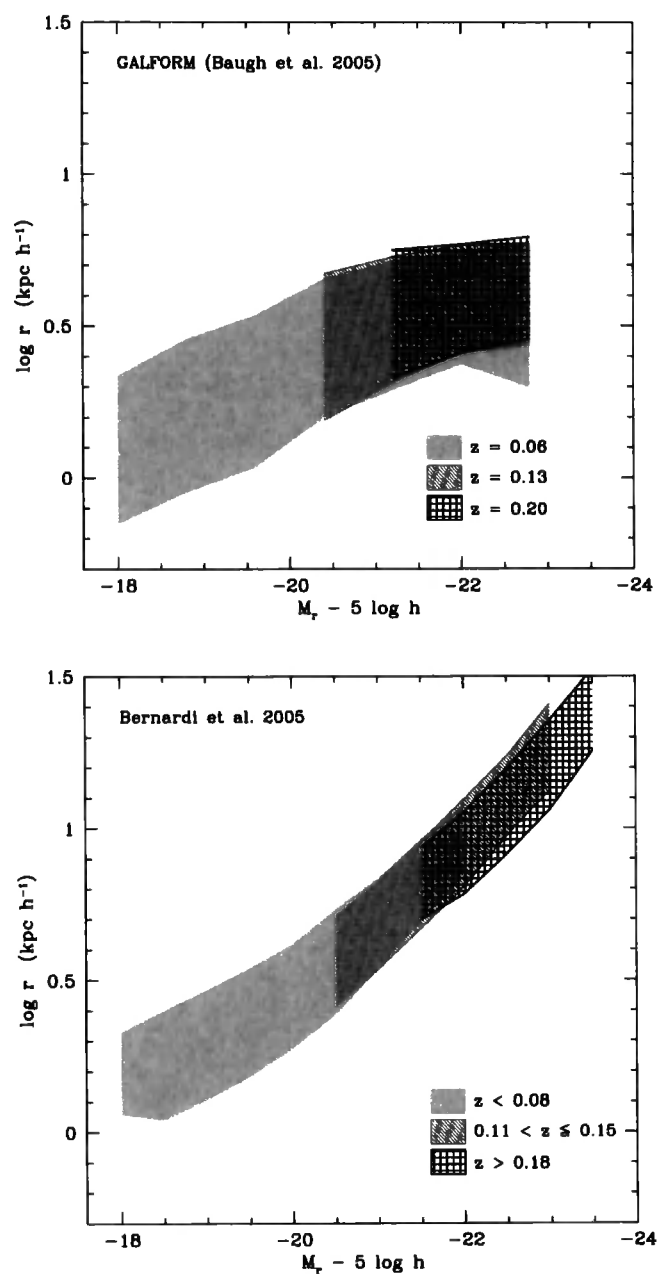 1.5
GALFORM (Baugh et al. 2005)
1
log r (kpc h⁻¹)
0.5
z = 0.06
z = 0.13
z = 0.20
0
−18 −20 −22 −24
M_r − 5 log h
1.5
Bernardi et al. 2005
1
log r (kpc h⁻¹)
0.5
z < 0.08
0.11 < z ≦ 0.15
z > 0.18
0
−18 −20 −22 −24
M_r − 5 log h